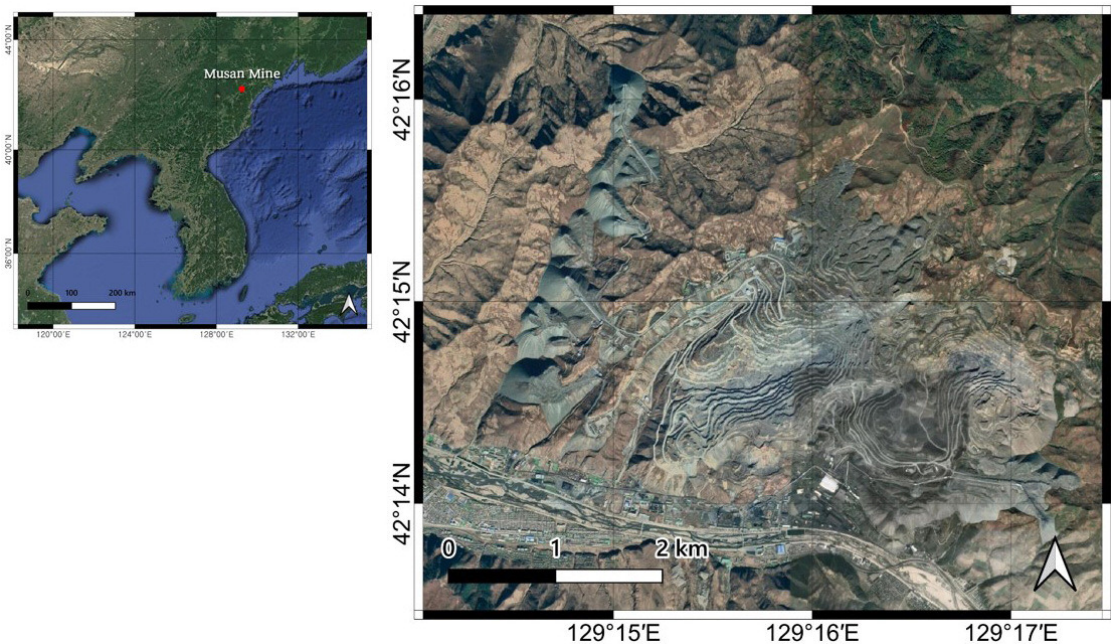 Musan Mine
44°00'N
40°00'N
36°00'N
0 100 200 km
120°00'E
124°00'E
128°00'E
132°00'E
42°16'N
42°15'N
42°14'N
0 1 2 km
129°15'E
129°16'E
129°17'E